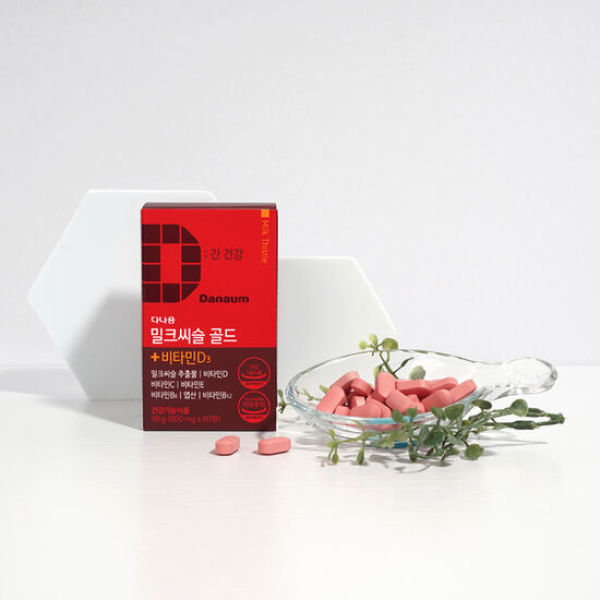 Milk Thistle
간 건강
Danaum
다나움
밀크씨슬 골드
+비타민D3
밀크씨슬 추출물 | 비타민D
비타민C | 비타민E
비타민B6 | 엽산 | 비타민B12
건강기능식품
48 g (800 mg x 60정)